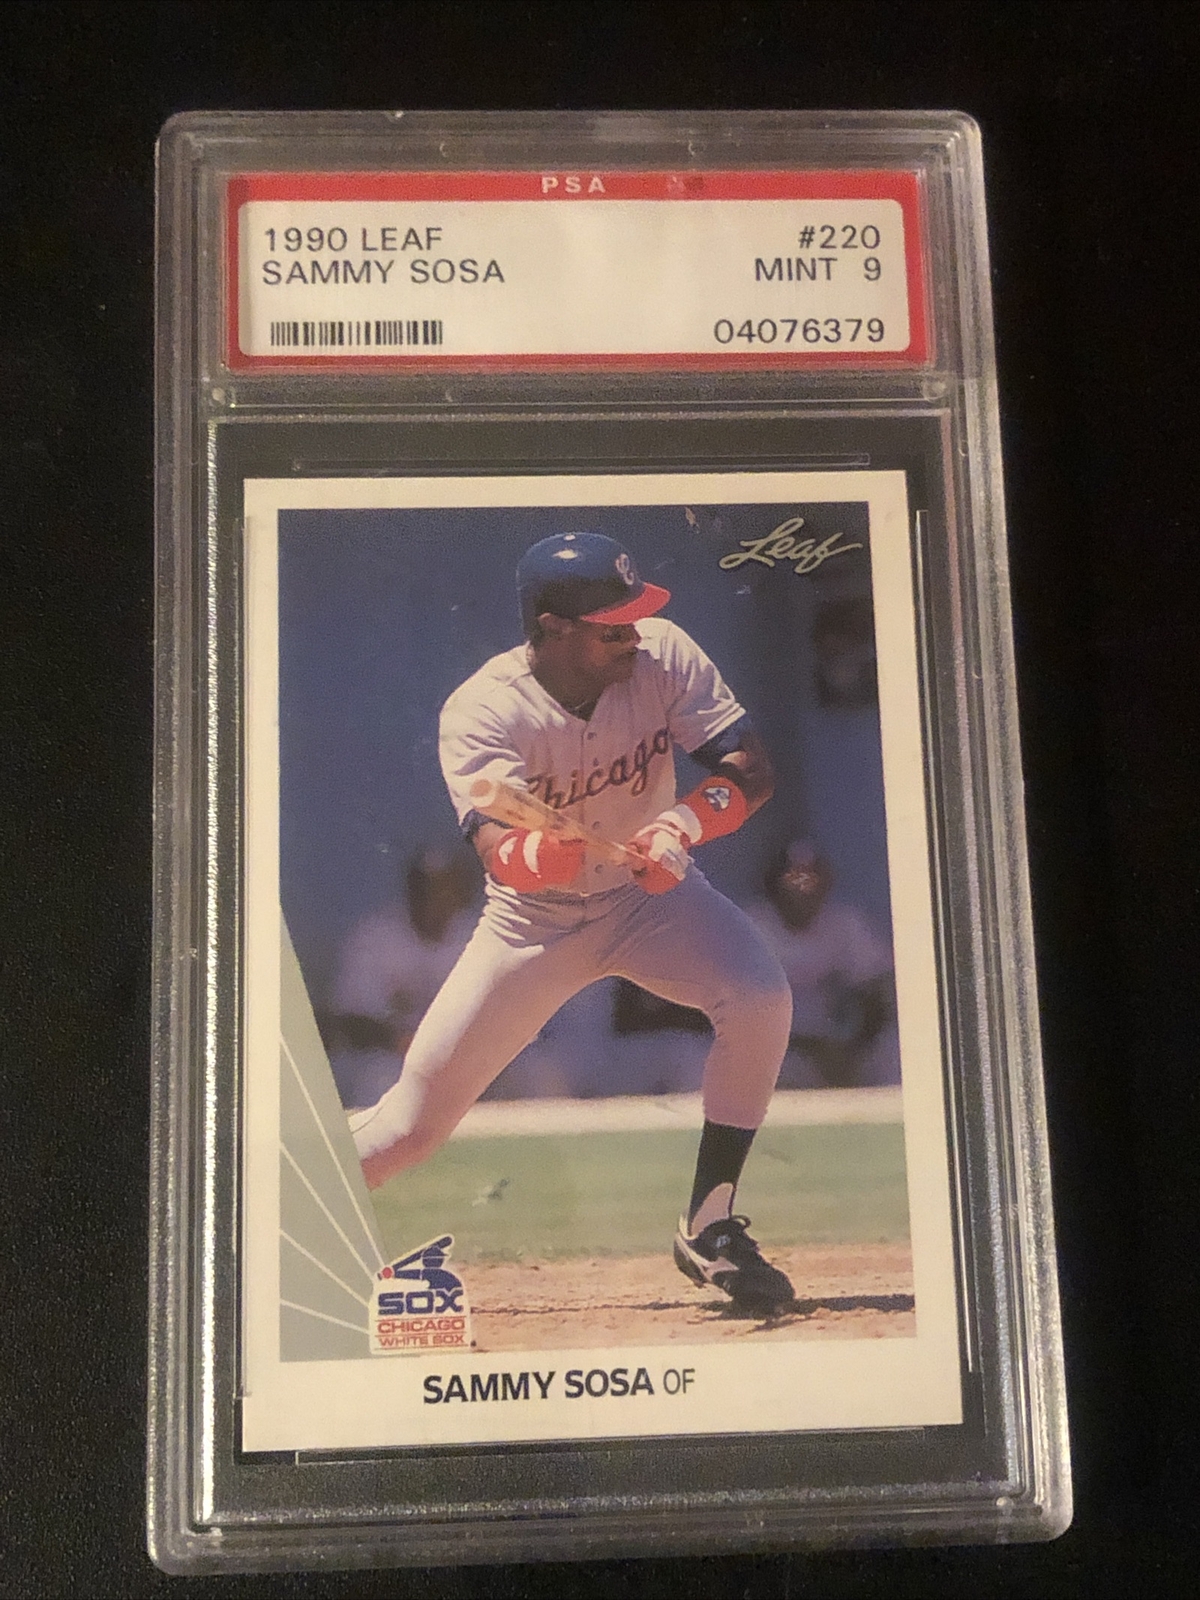 PSA
1990 LEAF #220
SAMMY SOSA MINT 9
04076379
Leaf
C
Chicago
SOX
CHICAGO
WHITE SOX
SAMMY SOSA OF